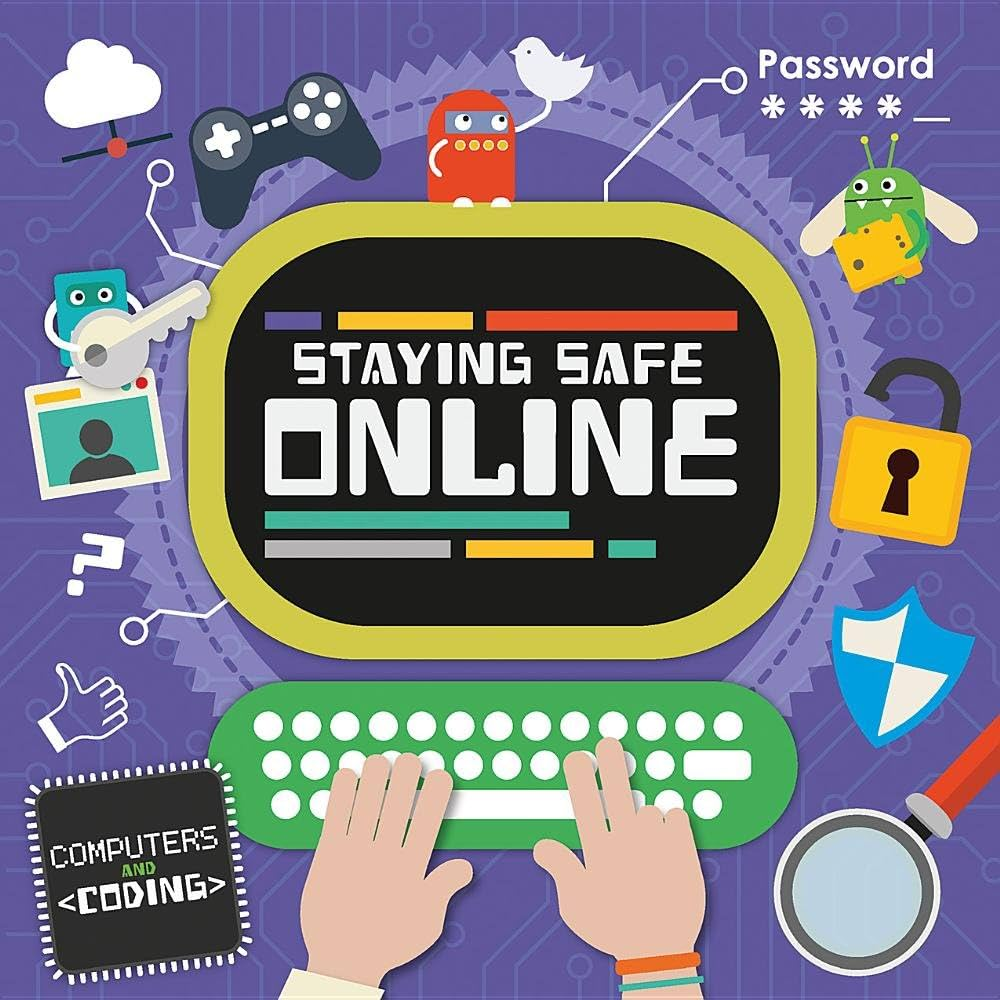 Password
****_
STAYING SAFE
ONLINE
?
COMPUTERS
AND
<CODING>